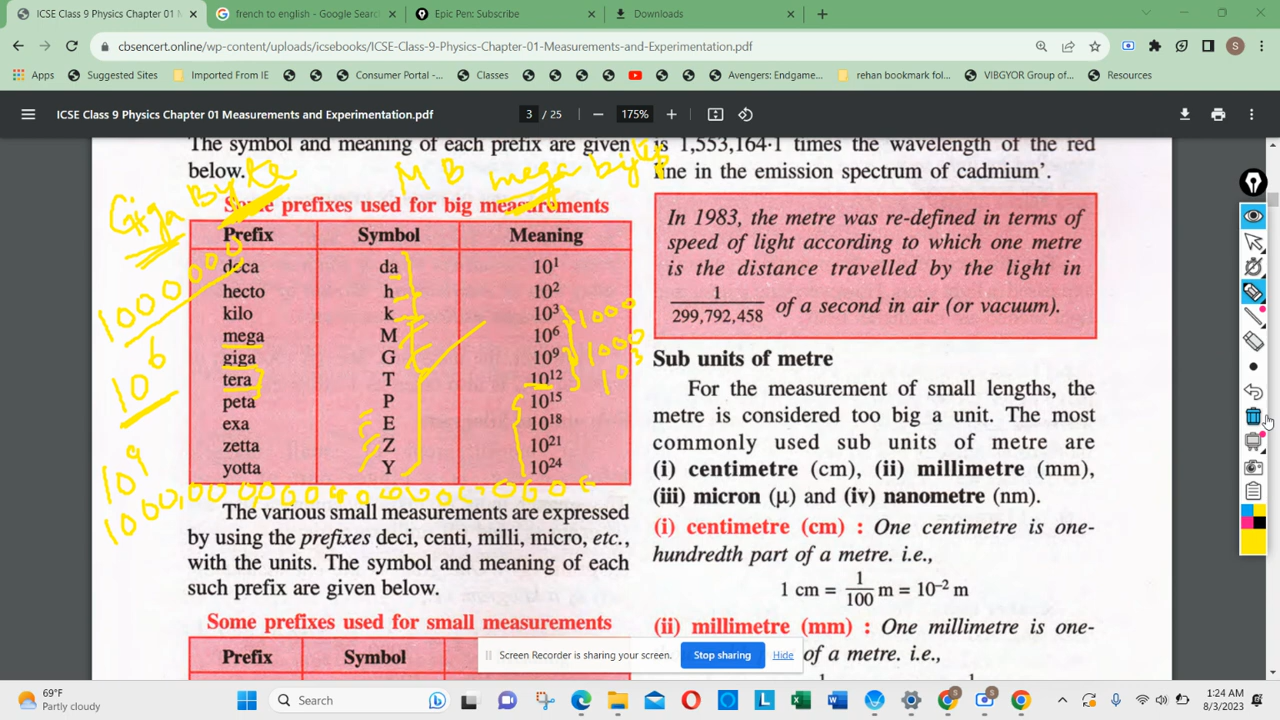 ICSE Class 9 Physics Chapter 01 M
french to english - Google Searc
Epic Pen: Subscribe
Downloads
cbsencert.online/wp-content/uploads/icsebooks/ICSE-Class-9-Physics-Chapter-01-Measurements-and-Experimentation.pdf
S
Apps
Suggested Sites
Imported From IE
Consumer Portal -...
Classes
Avengers: Endgame...
rehan bookmark fol...
VIBGYOR Group of...
Resources
ICSE Class 9 Physics Chapter 01 Measurements and Experimentation.pdf
3 / 25
175%
The symbol and meaning of each prefix are given
below.
Giga Byte
M B mega bytes
Some prefixes used for big measurements
Prefix Symbol Meaning
deca da 10¹
hecto h 10²
kilo k 10³
mega M 10⁶
giga G 10⁹
tera T 10¹²
peta P 10¹⁵
exa E 10¹⁸
zetta Z 10²¹
yotta Y 10²⁴
1000000
10⁶
10⁹
1000
1000
10³
The various small measurements are expressed
by using the prefixes deci, centi, milli, micro, etc.,
with the units. The symbol and meaning of each
such prefix are given below.
Some prefixes used for small measurements
Prefix Symbol
is 1,553,164·1 times the wavelength of the red
line in the emission spectrum of cadmium’.
In 1983, the metre was re-defined in terms of
speed of light according to which one metre
is the distance travelled by the light in
1/299,792,458 of a second in air (or vacuum).
Sub units of metre
For the measurement of small lengths, the
metre is considered too big a unit. The most
commonly used sub units of metre are
(i) centimetre (cm), (ii) millimetre (mm),
(iii) micron (μ) and (iv) nanometre (nm).
(i) centimetre (cm) : One centimetre is one-
hundredth part of a metre. i.e.,
1 cm = 1/100 m = 10⁻² m
(ii) millimetre (mm) : One millimetre is one-
of a metre. i.e.,
Screen Recorder is sharing your screen.
Stop sharing
Hide
69°F
Partly cloudy
Search
1:24 AM
8/3/2023